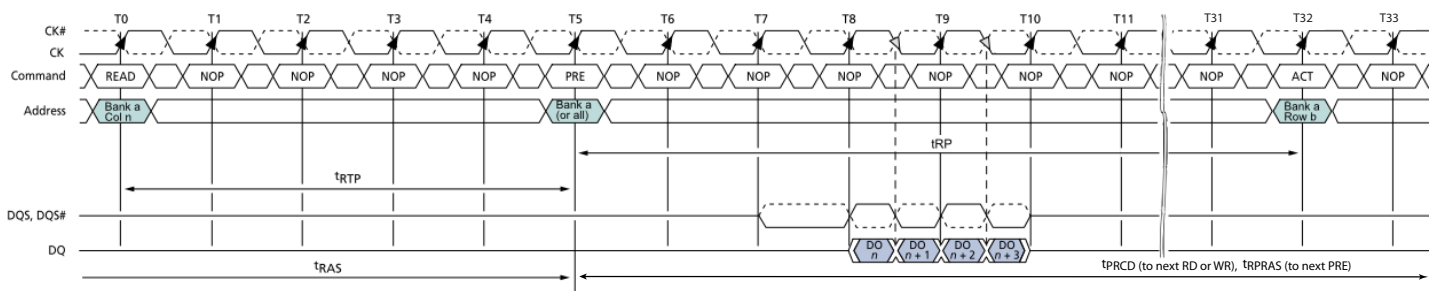 T0 T1 T2 T3 T4 T5 T6 T7 T8 T9 T10 T11 T31 T32 T33
CK#
CK
Command READ NOP NOP NOP NOP PRE NOP NOP NOP NOP NOP NOP NOP ACT NOP
Address Bank a Col n Bank a (or all) Bank a Row b
tRP
tRTP
DQS, DQS#
DQ DO n DO n + 1 DO n + 2 DO n + 3
tRAS tPRCD (to next RD or WR), tRPRAS (to next PRE)